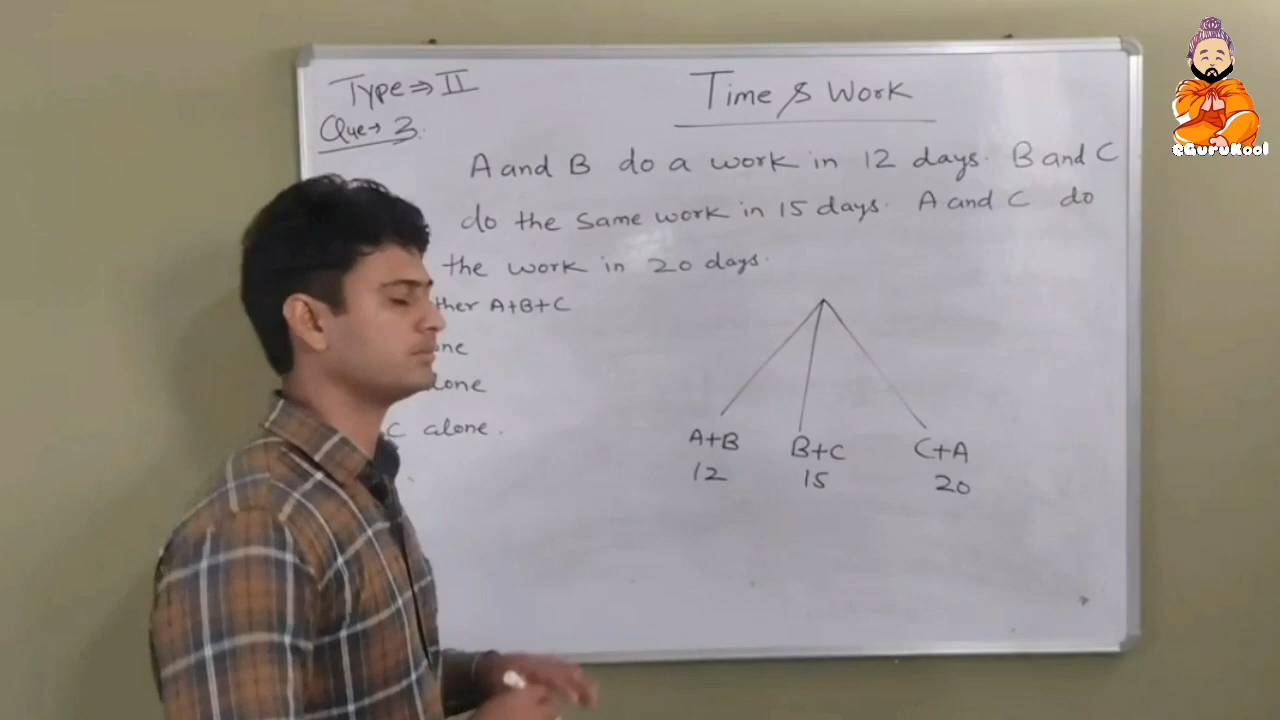 Type ⇒ II
Time & Work
Que → 3.
A and B do a work in 12 days. B and C
do the same work in 15 days. A and C do
the work in 20 days.
ther A+B+C
one
lone
C alone.
A+B B+C C+A
12 15 20
eGuruKool